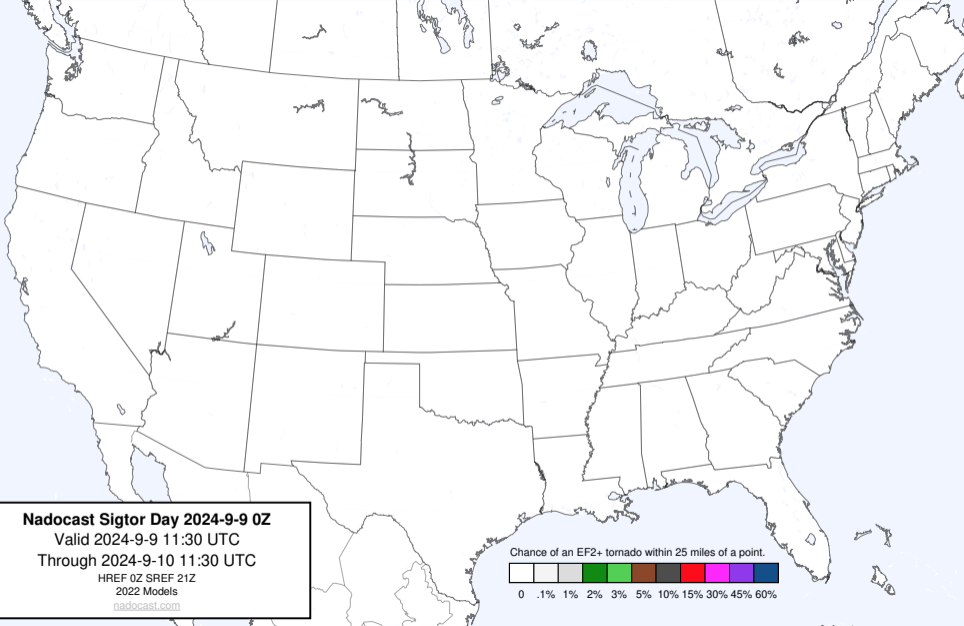 Nadocast Sigtor Day 2024-9-9 0Z
Valid 2024-9-9 11:30 UTC
Through 2024-9-10 11:30 UTC
HREF 0Z SREF 21Z
2022 Models
nadocast.com
Chance of an EF2+ tornado within 25 miles of a point.
0 .1% 1% 2% 3% 5% 10% 15% 30% 45% 60%